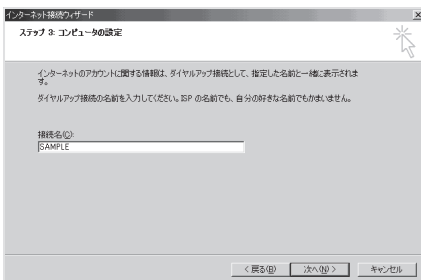 インターネット接続ウィザード
ステップ 3: コンピュータの設定
インターネットのアカウントに関する情報は、ダイヤルアップ接続として、指定した名前と一緒に表示されま
す。
ダイヤルアップ接続の名前を入力してください。ISP の名前でも、自分の好きな名前でもかまいません。
接続名(C):
SAMPLE
< 戻る(B)
次へ(N) >
キャンセル